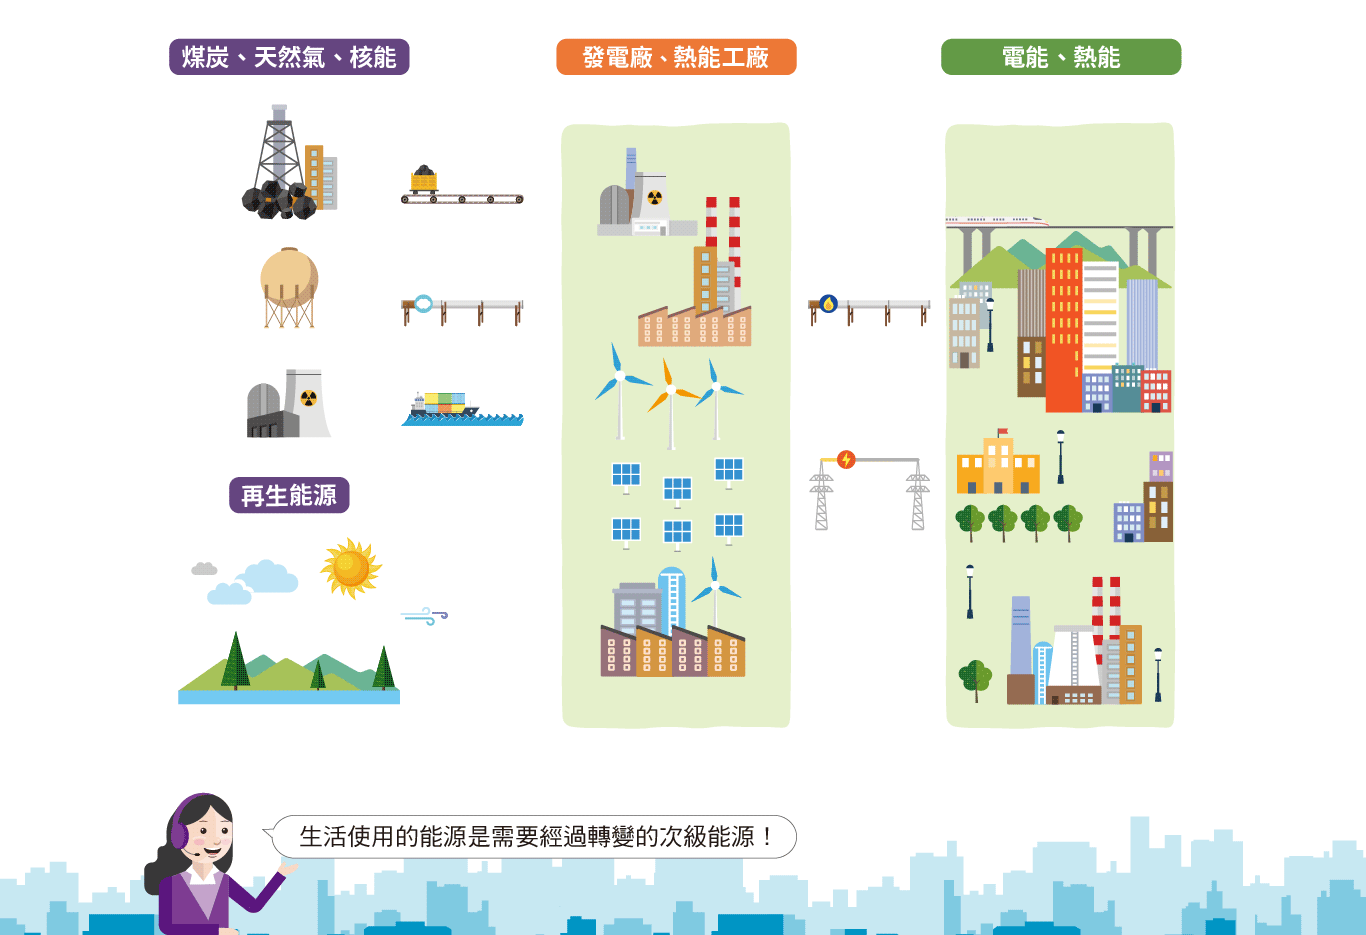 煤炭、天然氣、核能
發電廠、熱能工廠
電能、熱能
再生能源
生活使用的能源是需要經過轉變的次級能源！